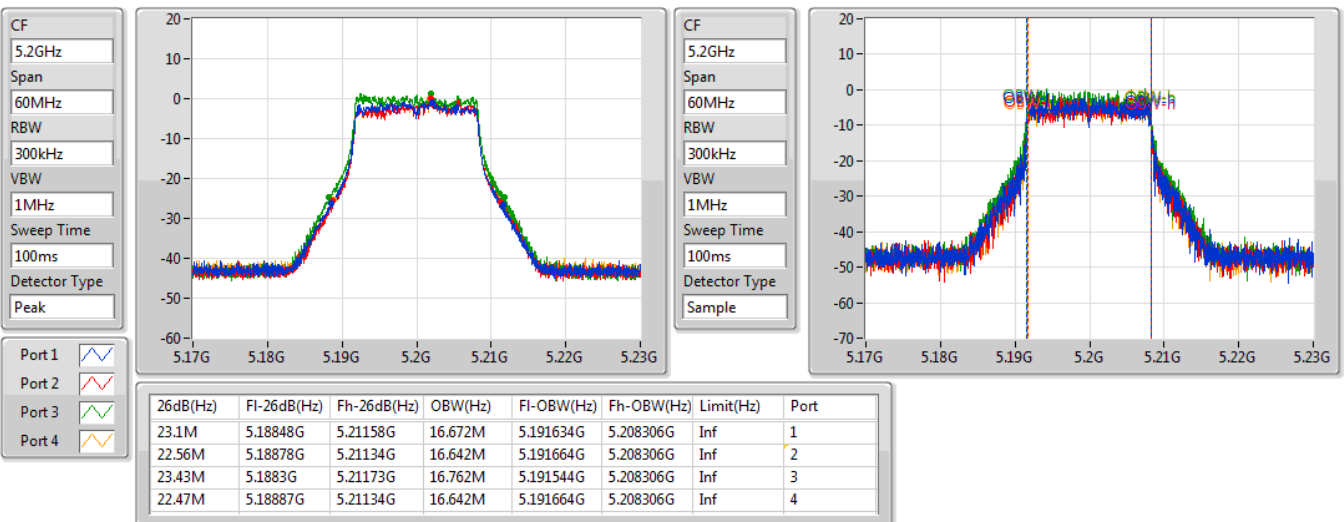 CF
5.2GHz
Span
60MHz
RBW
300kHz
VBW
1MHz
Sweep Time
100ms
Detector Type
Peak
20
10
0
-10
-20
-30
-40
-50
-60
5.17G 5.18G 5.19G 5.2G 5.21G 5.22G 5.23G
CF
5.2GHz
Span
60MHz
RBW
300kHz
VBW
1MHz
Sweep Time
100ms
Detector Type
Sample
20
10
0
-10
-20
-30
-40
-50
-60
-70
5.17G 5.18G 5.19G 5.2G 5.21G 5.22G 5.23G
Port 1
Port 2
Port 3
Port 4
26dB(Hz) Fl-26dB(Hz) Fh-26dB(Hz) OBW(Hz) Fl-OBW(Hz) Fh-OBW(Hz) Limit(Hz) Port
23.1M 5.18848G 5.21158G 16.672M 5.191634G 5.208306G Inf 1
22.56M 5.18878G 5.21134G 16.642M 5.191664G 5.208306G Inf 2
23.43M 5.1883G 5.21173G 16.762M 5.191544G 5.208306G Inf 3
22.47M 5.18887G 5.21134G 16.642M 5.191664G 5.208306G Inf 4